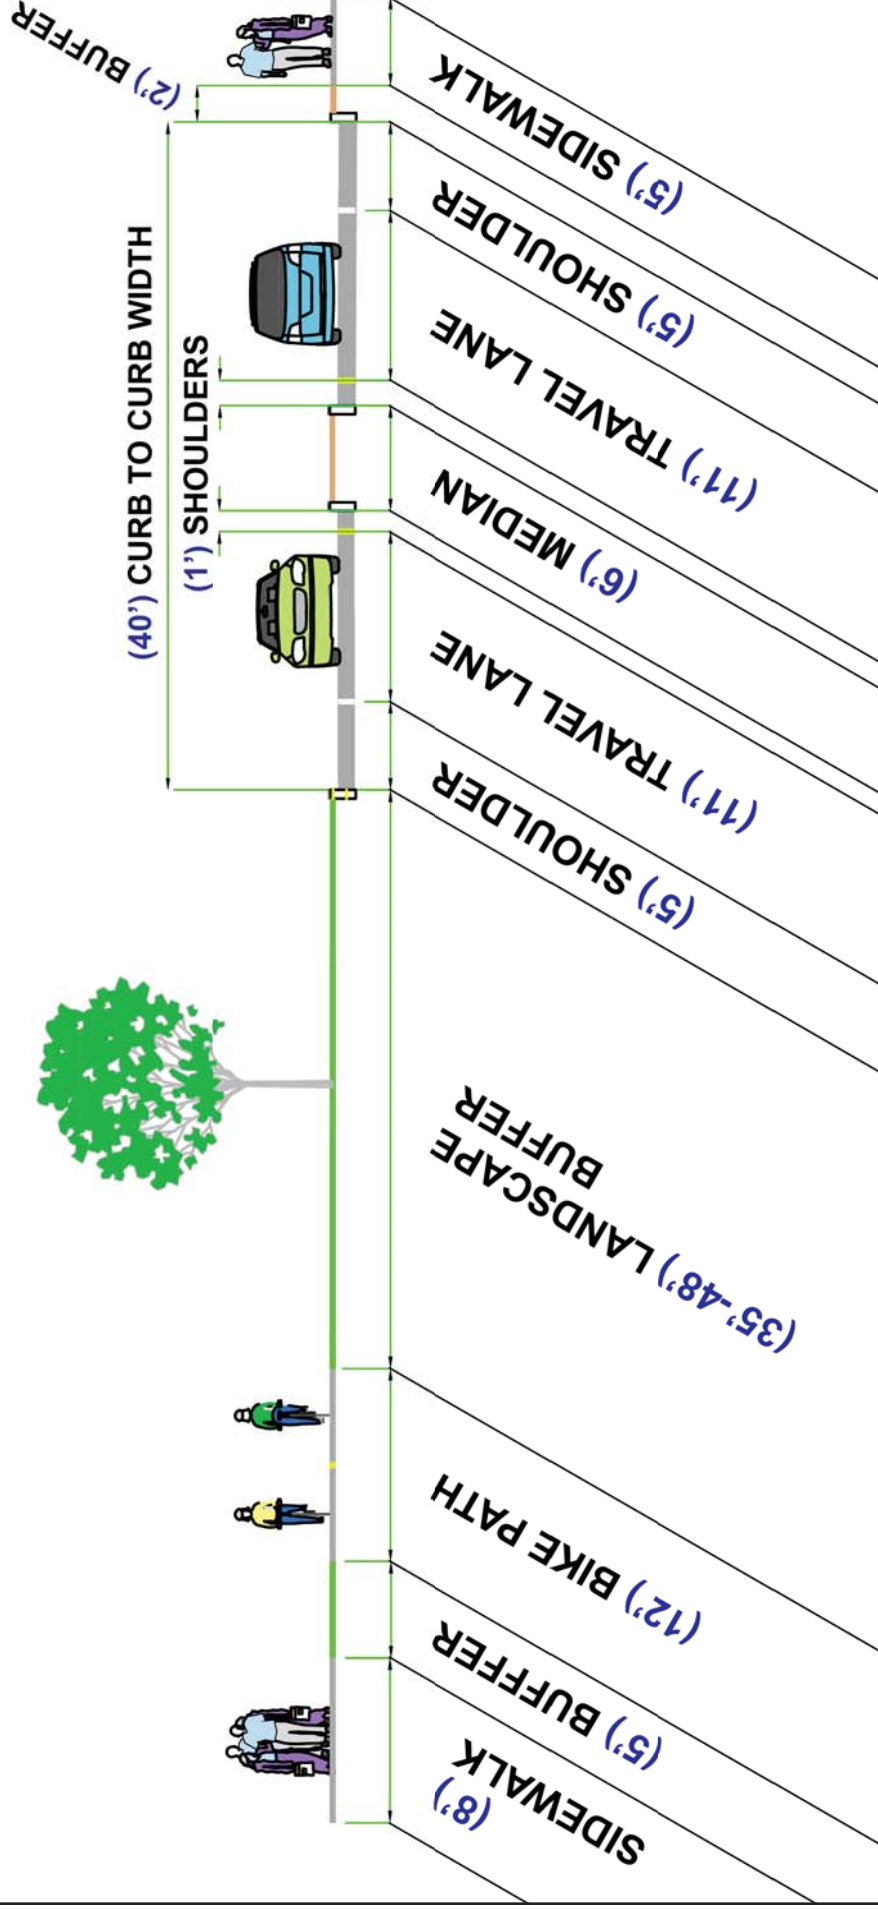 (40') CURB TO CURB WIDTH
(1') SHOULDERS
(2') BUFFER
SIDEWALK
(8')
(5') BUFFFER
(12') BIKE PATH
(35'-48') LANDSCAPE
BUFFER
(5') SHOULDER
(11') TRAVEL LANE
(6') MEDIAN
(11') TRAVEL LANE
(5') SHOULDER
(5') SIDEWALK